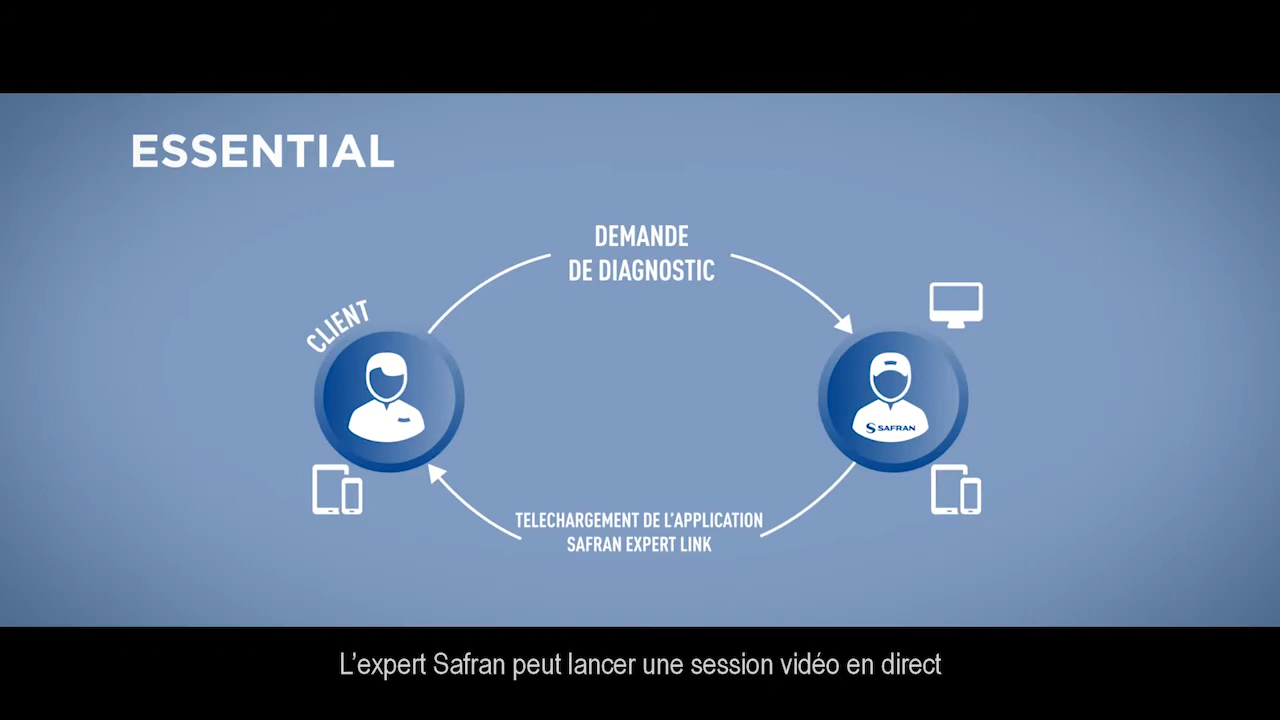 ESSENTIAL
DEMANDE
DE DIAGNOSTIC
CLIENT
SAFRAN
TELECHARGEMENT DE L'APPLICATION
SAFRAN EXPERT LINK
L'expert Safran peut lancer une session vidéo en direct